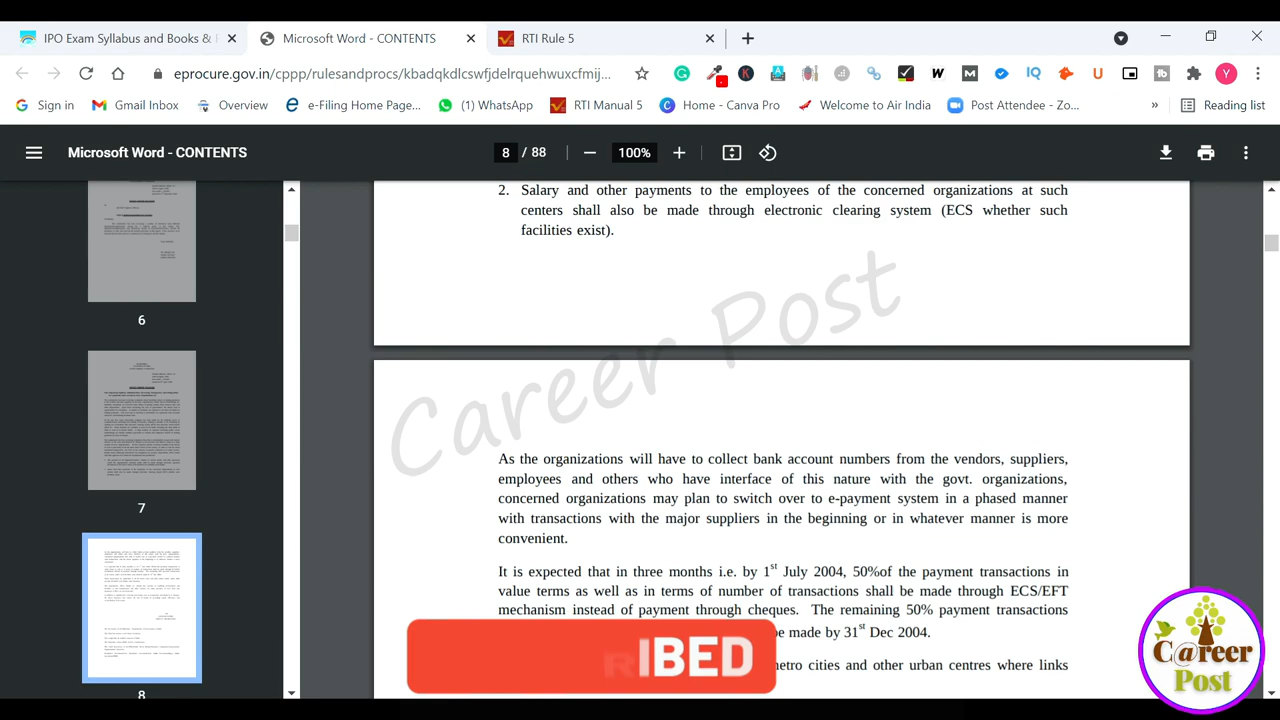 IPO Exam Syllabus and Books &
Microsoft Word - CONTENTS
RTI Rule 5
eprocure.gov.in/cppp/rulesandprocs/kbadqkdlcswfjdelrquehwuxcfmij...
Sign in
Gmail Inbox
Overview
e-Filing Home Page...
(1) WhatsApp
RTI Manual 5
Home - Canva Pro
Welcome to Air India
Post Attendee - Zo...
»
Reading list
Microsoft Word - CONTENTS
8 / 88
100%
2. Salary and other payments to the employees of the concerned organizations at such
centers shall also be made through electronic clearing system (ECS whether such
facilities exist).
6
7
8
Career Post
As the organizations will have to collect bank account numbers from the vendors, suppliers,
employees and others who have interface of this nature with the govt. organizations,
concerned organizations may plan to switch over to e-payment system in a phased manner
with transactions with the major suppliers in the beginning or in whatever manner is more
convenient.
It is expected that in three months i.e. by 1st July, 2004, 50%of the payment transactions in
value terms as well as in terms of number of transactions shall be made through ECS/EFT
mechanism instead of payment through cheques. The remaining 50% payment transactions
made by 31st Dec 2004.
metro cities and other urban centres where links
RIBED
C@reer
Post